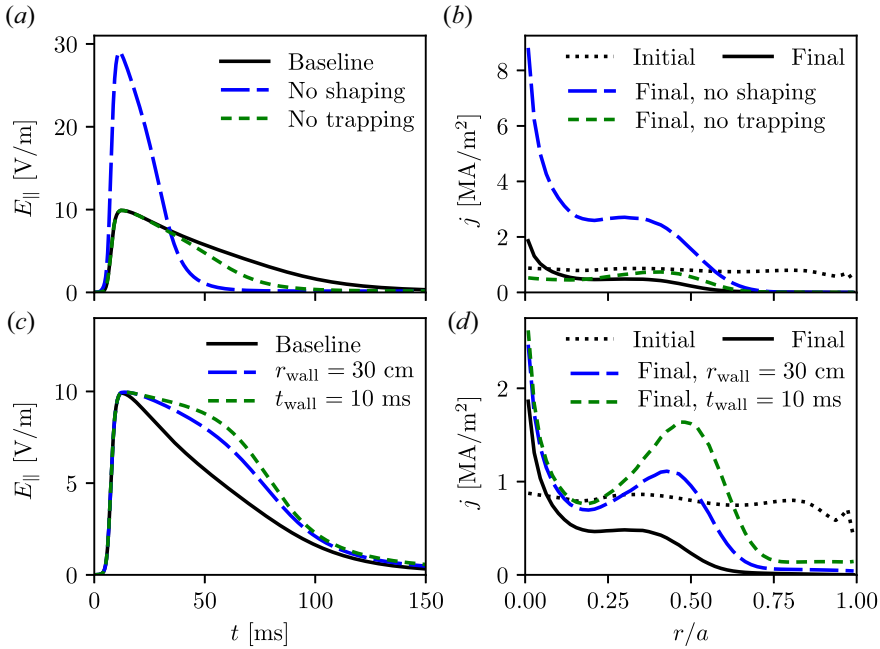 (a)
30
20
10
0
E∥ [V/m]
Baseline
No shaping
No trapping
(b)
8
6
4
2
0
j [MA/m²]
Initial
Final
Final, no shaping
Final, no trapping
(c)
10
5
0
E∥ [V/m]
Baseline
r_wall = 30 cm
t_wall = 10 ms
0
50
100
150
t [ms]
(d)
2
1
0
j [MA/m²]
Initial
Final
Final, r_wall = 30 cm
Final, t_wall = 10 ms
0.00
0.25
0.50
0.75
1.00
r/a